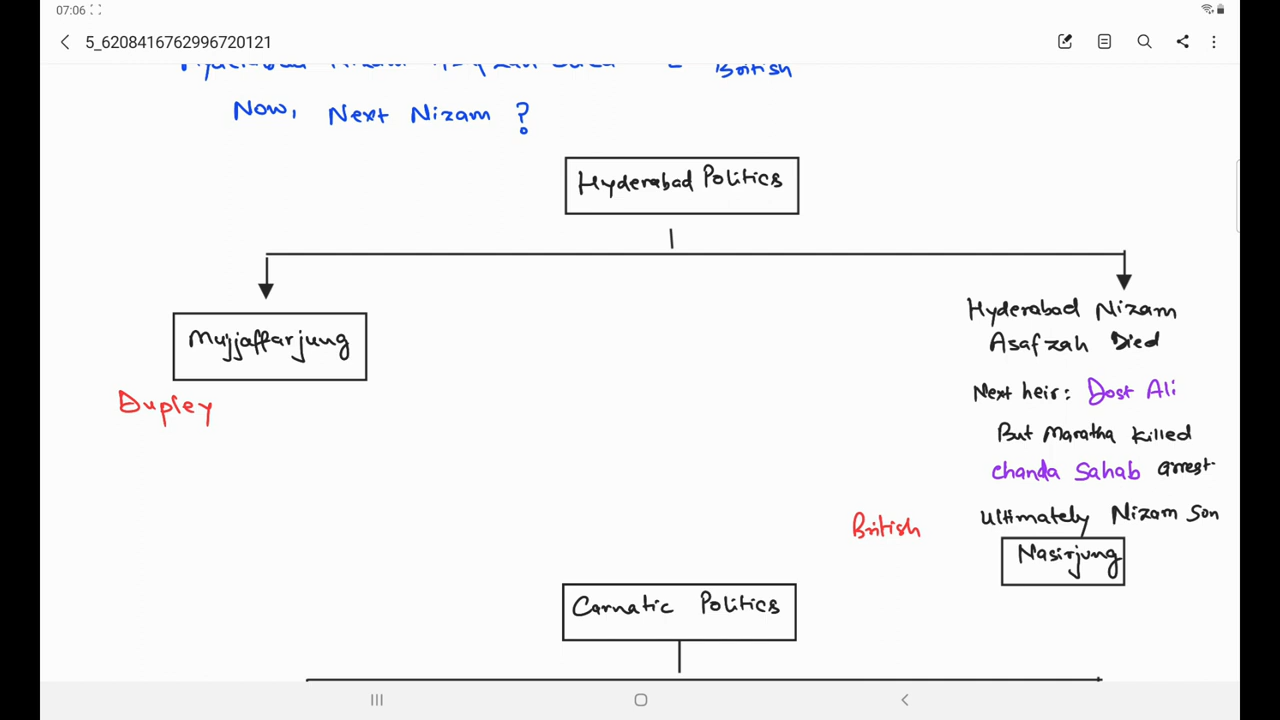 07:06
5_6208416762996720121
British
Now, Next Nizam ?
Hyderabad Politics
Mujjaffarjung
Dupley
Hyderabad Nizam
Asafzah Died
Next heir: Dost Ali
But Maratha killed
Chanda Sahab arrest
Ultimately Nizam Son
Nasirjung
British
Carnatic Politics